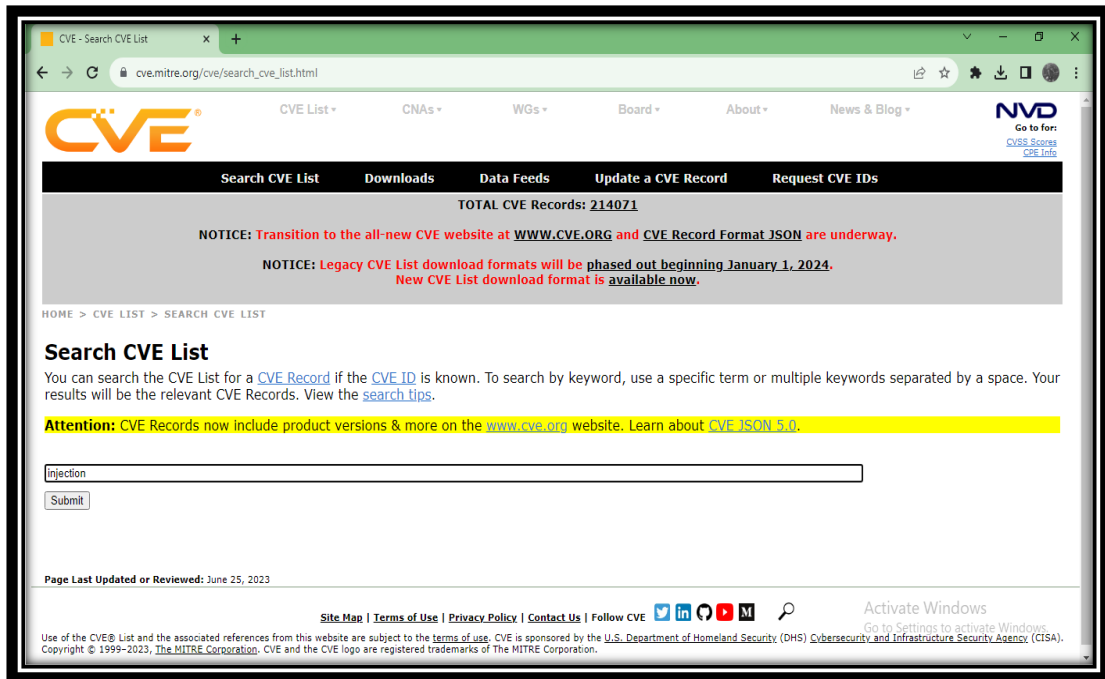 CVE - Search CVE List
cve.mitre.org/cve/search_cve_list.html
CVE®
CVE List CNAs WGs Board About News & Blog
NVD
Go to for:
CVSS Scores
CPE Info
Search CVE List Downloads Data Feeds Update a CVE Record Request CVE IDs
TOTAL CVE Records: 214071
NOTICE: Transition to the all-new CVE website at WWW.CVE.ORG and CVE Record Format JSON are underway.
NOTICE: Legacy CVE List download formats will be phased out beginning January 1, 2024.
New CVE List download format is available now.
HOME > CVE LIST > SEARCH CVE LIST
Search CVE List
You can search the CVE List for a CVE Record if the CVE ID is known. To search by keyword, use a specific term or multiple keywords separated by a space. Your
results will be the relevant CVE Records. View the search tips.
Attention: CVE Records now include product versions & more on the www.cve.org website. Learn about CVE JSON 5.0.
injection
Submit
Page Last Updated or Reviewed: June 25, 2023
Site Map | Terms of Use | Privacy Policy | Contact Us | Follow CVE
Activate Windows
Go to Settings to activate Windows.
Use of the CVE® List and the associated references from this website are subject to the terms of use. CVE is sponsored by the U.S. Department of Homeland Security (DHS) Cybersecurity and Infrastructure Security Agency (CISA).
Copyright © 1999–2023, The MITRE Corporation. CVE and the CVE logo are registered trademarks of The MITRE Corporation.